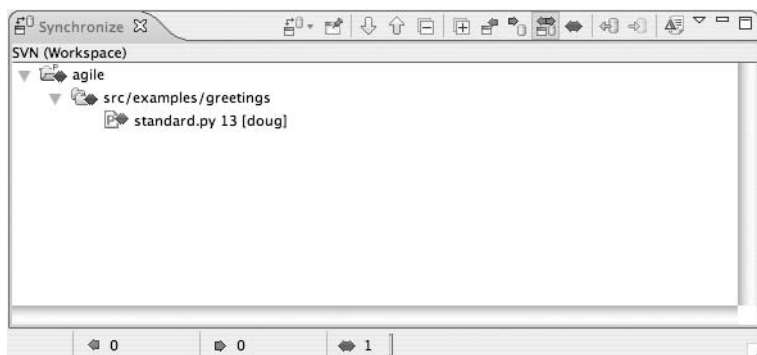 Synchronize
SVN (Workspace)
agile
src/examples/greetings
standard.py 13 [doug]
0
0
1